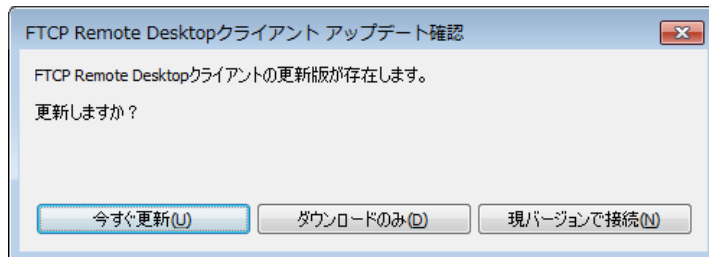 FTCP Remote Desktopクライアント アップデート確認
FTCP Remote Desktopクライアントの更新版が存在します。
更新しますか？
今すぐ更新(U)
ダウンロードのみ(D)
現バージョンで接続(N)